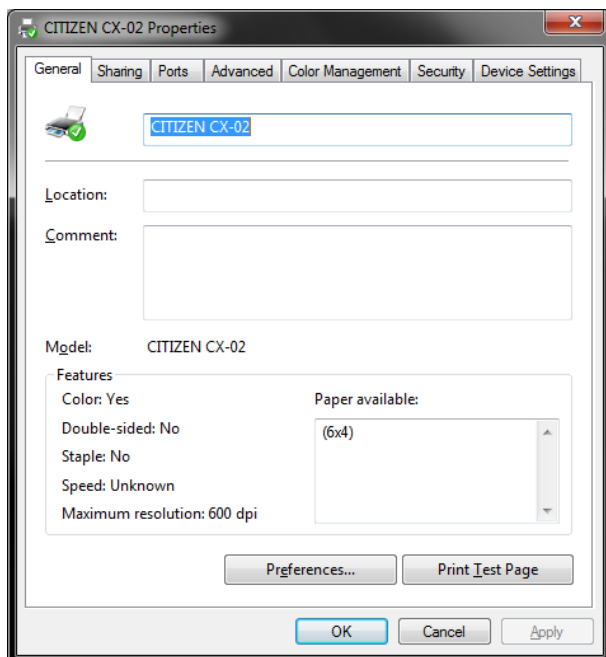 CITIZEN CX-02 Properties
General Sharing Ports Advanced Color Management Security Device Settings
CITIZEN CX-02
Location:
Comment:
Model: CITIZEN CX-02
Features
Color: Yes Paper available:
Double-sided: No (6x4)
Staple: No
Speed: Unknown
Maximum resolution: 600 dpi
Preferences... Print Test Page
OK Cancel Apply